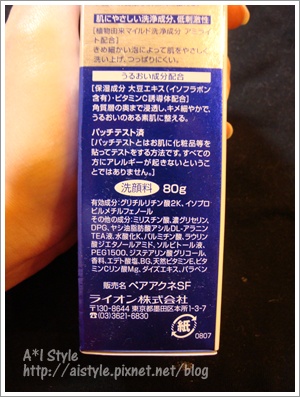 肌にやさしい洗浄成分、低刺激性
[植物由来マイルド洗浄成分 アミライト配合]
きめ細かい泡によって肌をやさしく
洗い上げ、つっぱりにくい。
うるおい成分配合
[保湿成分 大豆エキス(イソフラボン
含有)・ビタミンC誘導体配合]
角質層の奥まで浸透し、キメ細やかで、
うるおいのある素肌に整える。
パッチテスト済
[パッチテストとはお肌に化粧品等を
貼ってテストをする方法です。すべての
方にアレルギーが起きないという
ことではありません。]
洗顔料 80g
有効成分:グリチルリチン酸2K、イソプロ
ピルメチルフェノール
その他の成分:ミリスチン酸、濃グリセリン、
DPG、ヤシ油脂肪酸アシルDL-アラニン
TEA液、水酸化K、パルミチン酸、ラウリン
酸ジエタノールアミド、ソルビトール液、
PEG1500、ジステアリン酸グリコール、
香料、エデト酸塩、BG、天然ビタミンE、ビタ
ミンCリン酸Mg、ダイズエキス、パラベン
販売名 ペアアクネSF
ライオン株式会社
〒130-8644 東京都墨田区本所1-3-7
☎(03)3621-6830
紙
0807
A*I Style
http://aistyle.pixnet.net/blog